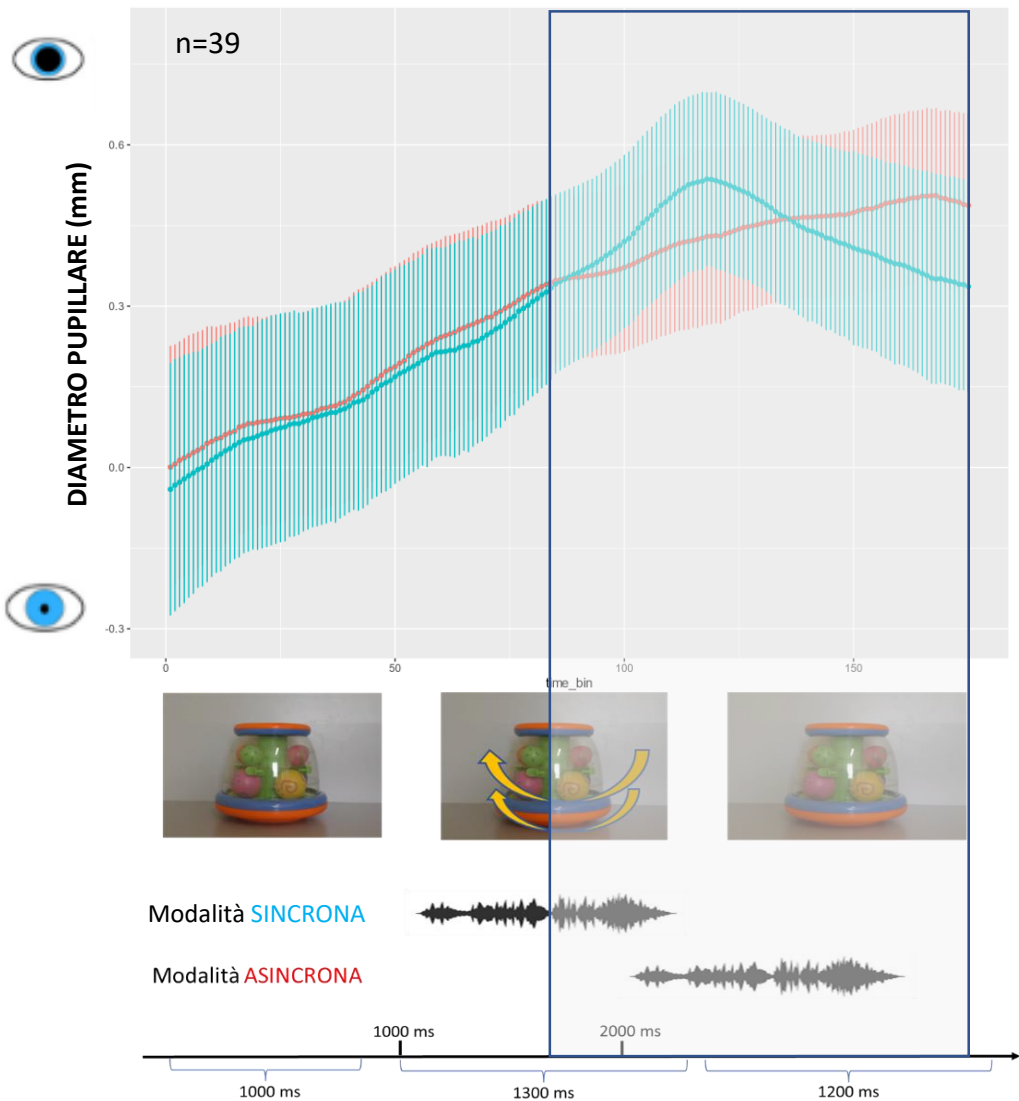 n=39
DIAMETRO PUPILLARE (mm)
0.6
0.3
0.0
-0.3
0
50
100
150
time_bin
Modalità SINCRONA
Modalità ASINCRONA
1000 ms
2000 ms
1000 ms
1300 ms
1200 ms